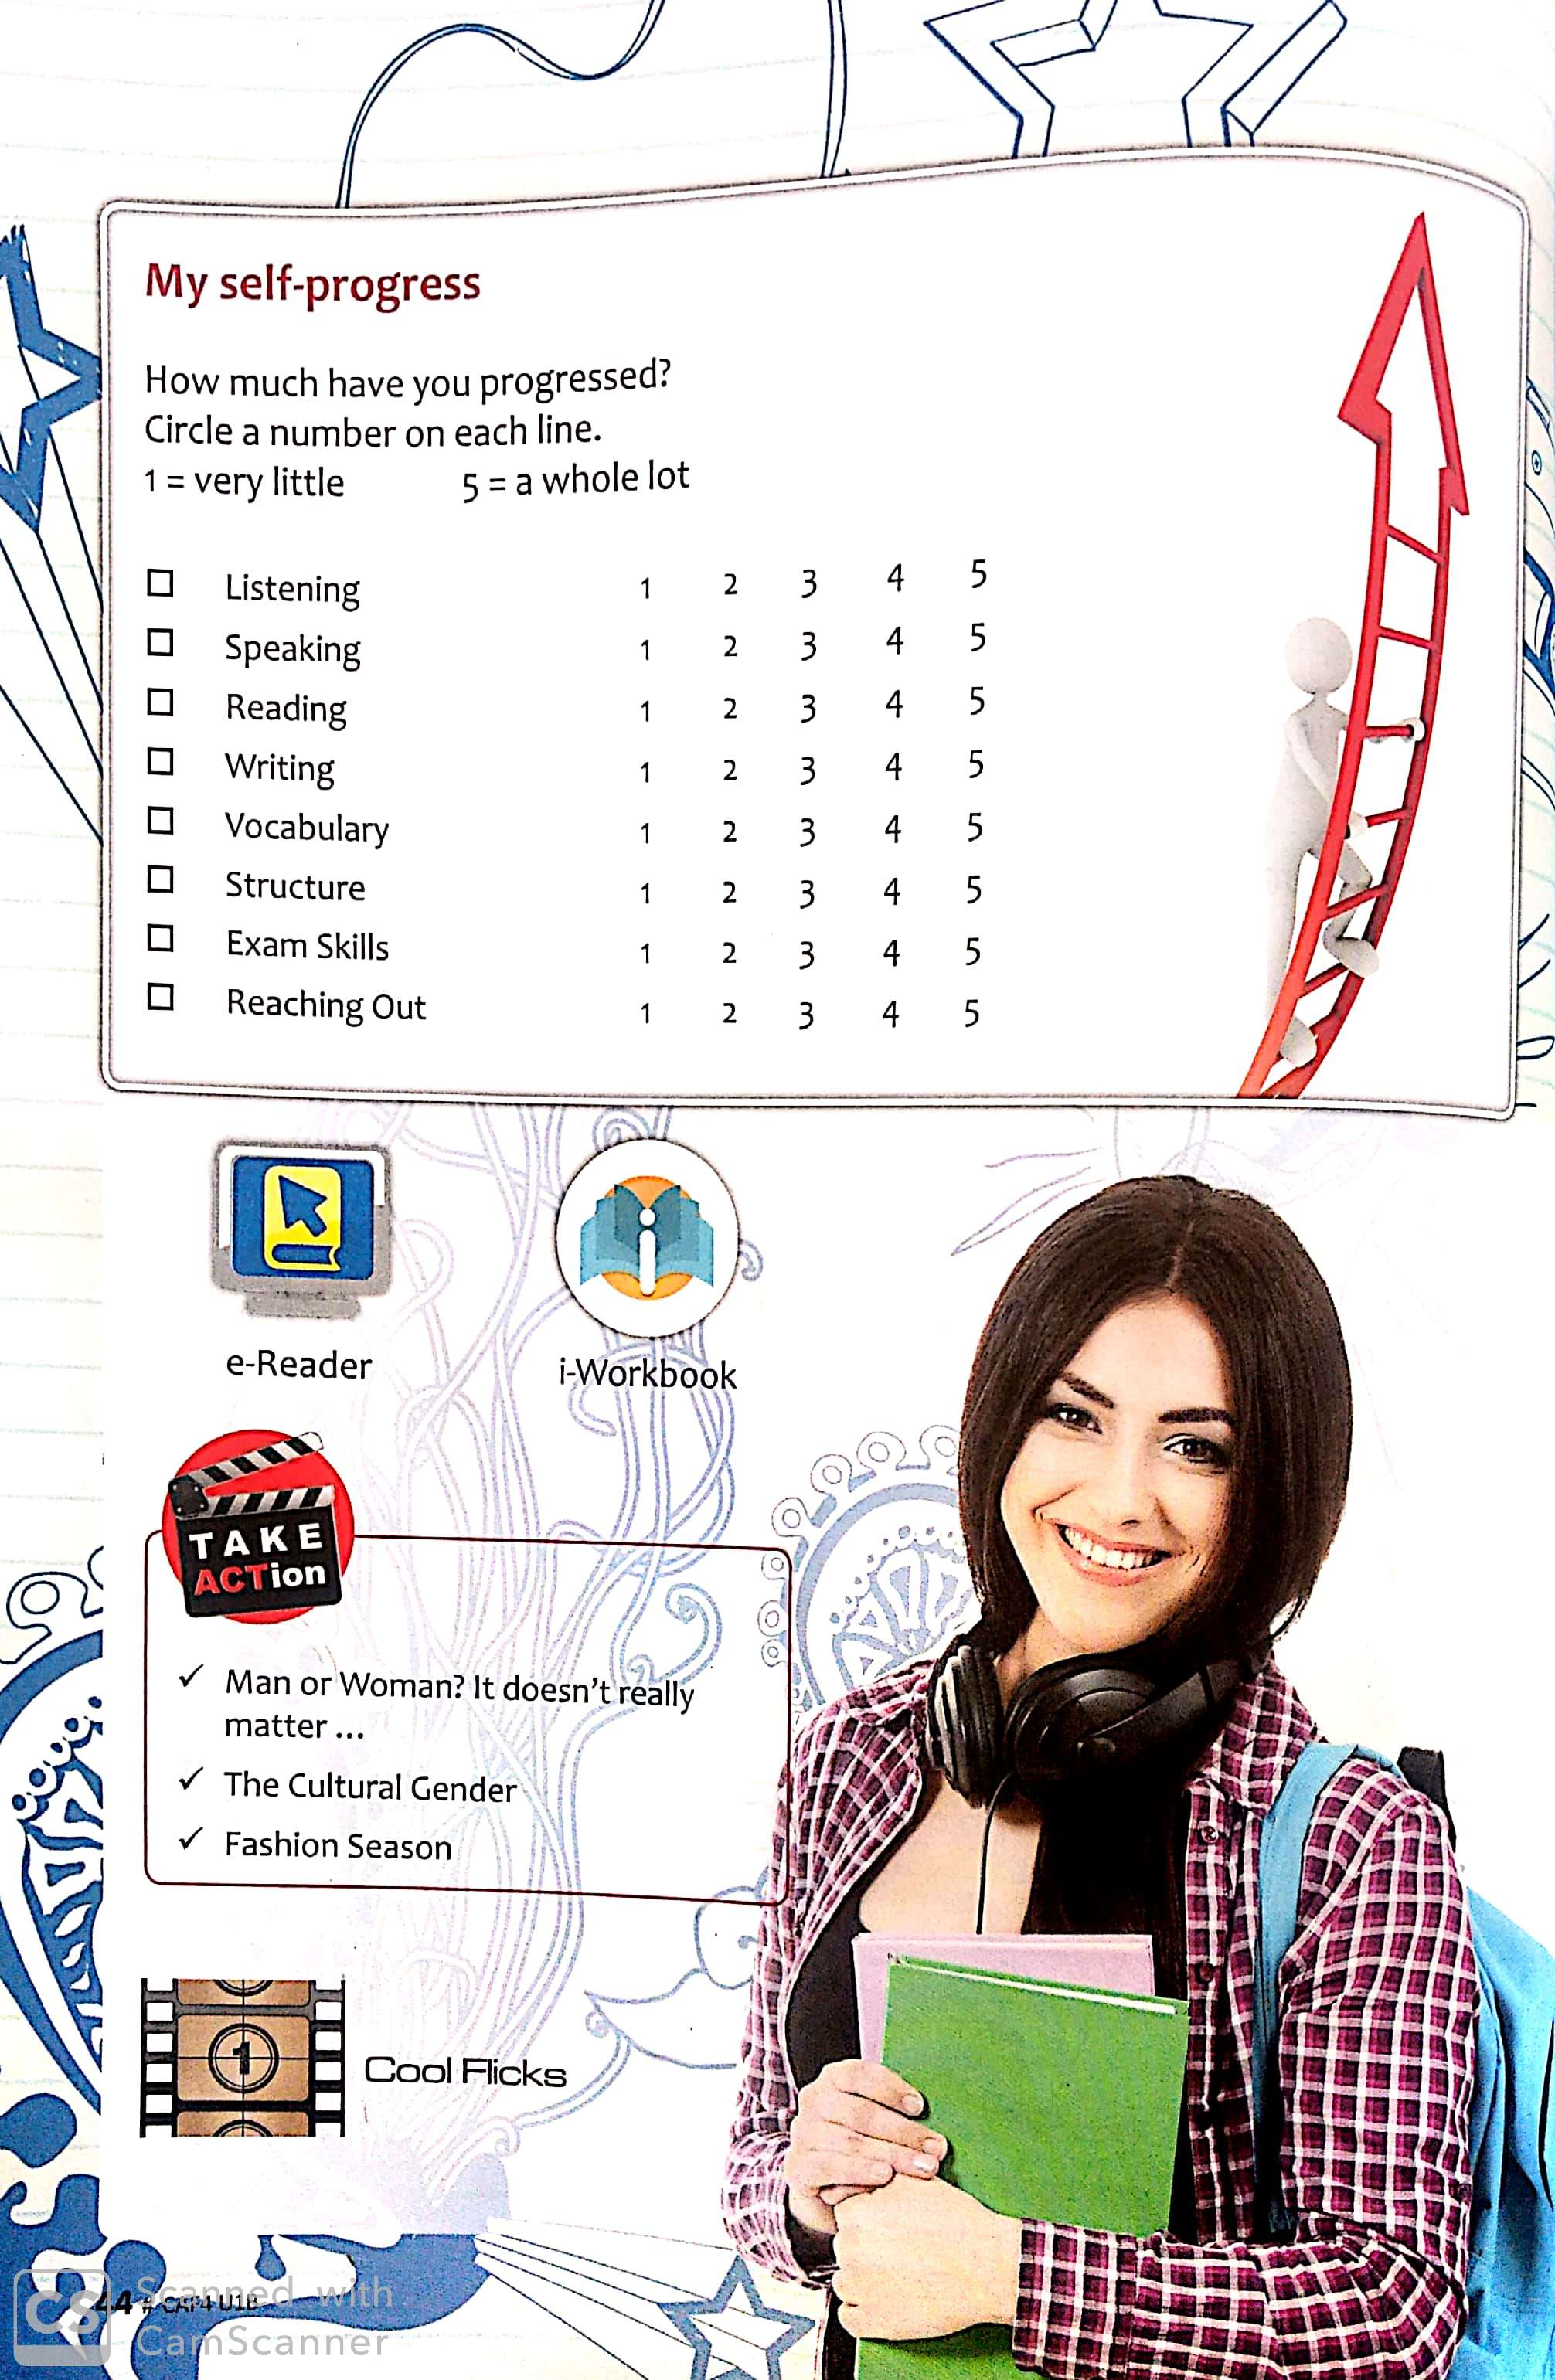 My self-progress
How much have you progressed?
Circle a number on each line.
1 = very little 5 = a whole lot
Listening 1 2 3 4 5
Speaking 1 2 3 4 5
Reading 1 2 3 4 5
Writing 1 2 3 4 5
Vocabulary 1 2 3 4 5
Structure 1 2 3 4 5
Exam Skills 1 2 3 4 5
Reaching Out 1 2 3 4 5
e-Reader
i-Workbook
TAKE
ACTion
✓ Man or Woman? It doesn't really
matter ...
✓ The Cultural Gender
✓ Fashion Season
1
Cool Flicks
44 # CAP4 U1B
CS
Scanned with
CamScanner